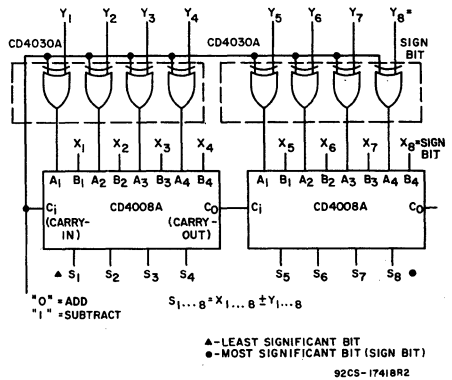 Y1 Y2 Y3 Y4 Y5 Y6 Y7 Y8=
CD4030A CD4030A SIGN
BIT
X1 X2 X3 X4 X5 X6 X7 X8=SIGN
BIT
A1 B1 A2 B2 A3 B3 A4 B4 A1 B1 A2 B2 A3 B3 A4 B4
Ci CD4008A CO Ci CD4008A CO
(CARRY-
IN)
(CARRY-
OUT)
▲ S1 S2 S3 S4 S5 S6 S7 S8 ●
"0" = ADD
"1" = SUBTRACT
S1...8=X1...8 ±Y1...8
▲-LEAST SIGNIFICANT BIT
●-MOST SIGNIFICANT BIT (SIGN BIT)
92CS-17418R2